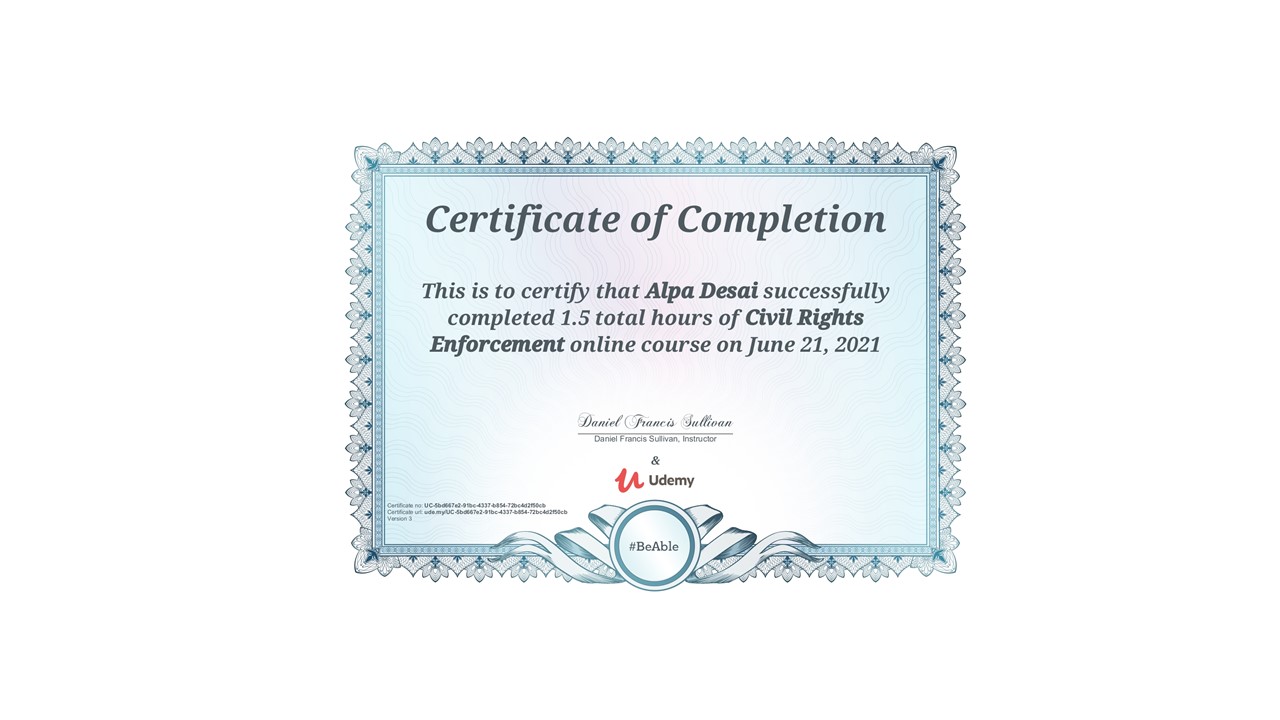 Certificate of Completion
This is to certify that Alpa Desai successfully
completed 1.5 total hours of Civil Rights
Enforcement online course on June 21, 2021
Daniel Francis Sullivan
Daniel Francis Sullivan, Instructor
&
Udemy
Certificate no: UC-5bd667e2-91bc-4337-b854-72bc4d2f50cb
Certificate url: ude.my/UC-5bd667e2-91bc-4337-b854-72bc4d2f50cb
Version 3
#BeAble